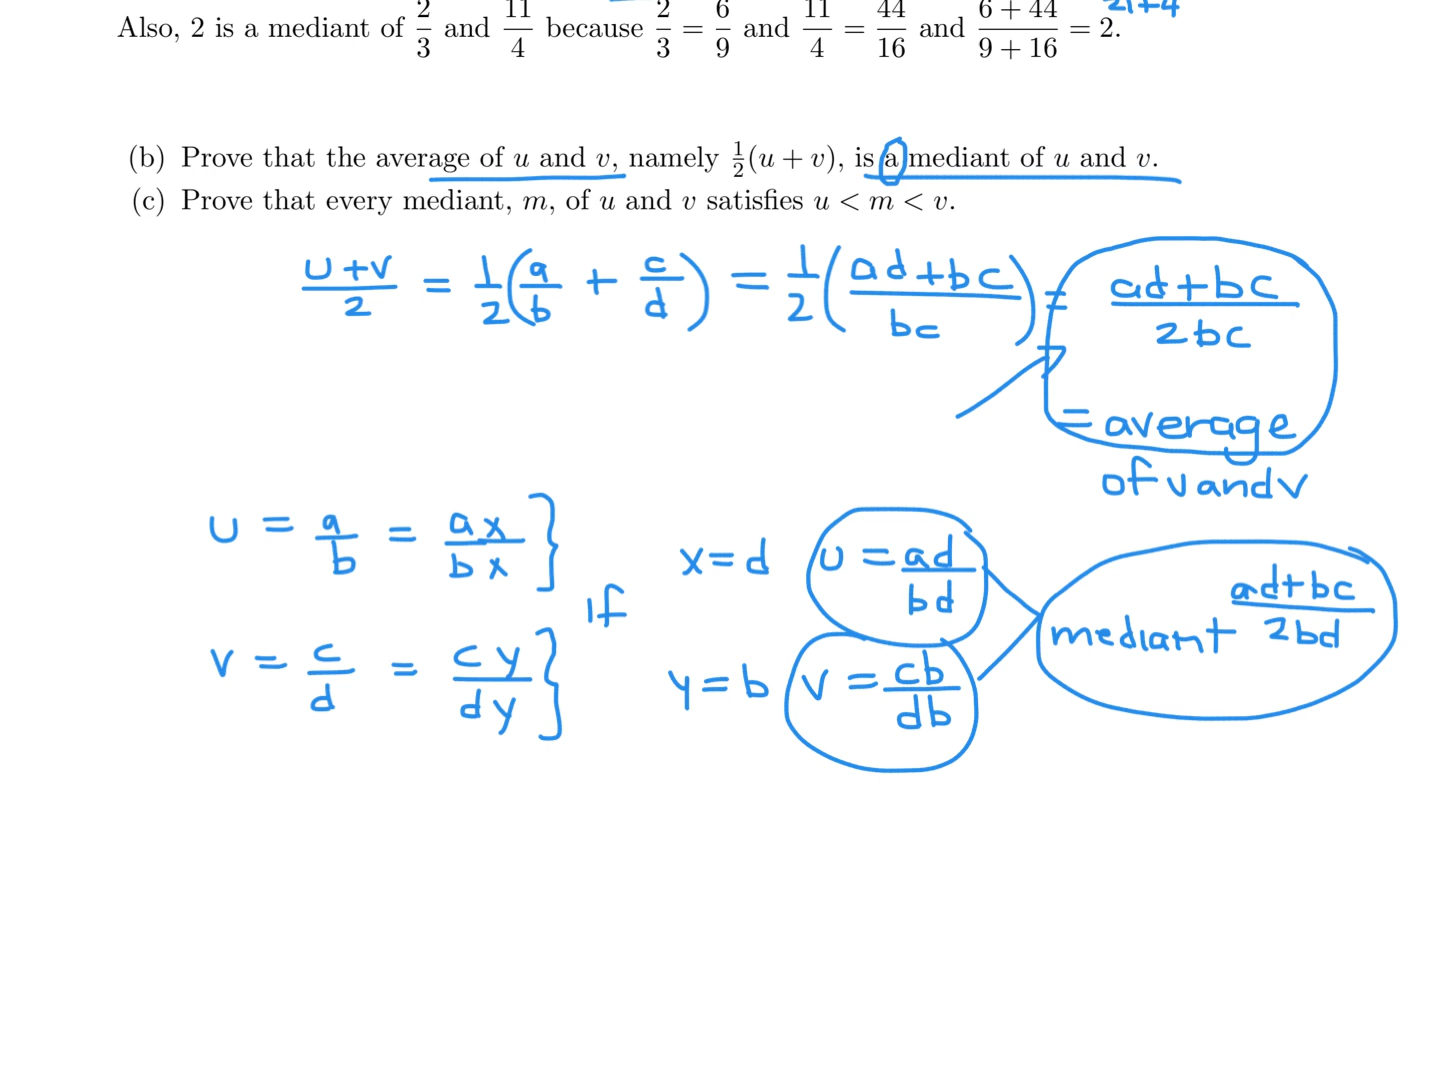 21+4
Also, 2 is a mediant of 2/3 and 11/4 because 2/3 = 6/9 and 11/4 = 44/16 and (6 + 44)/(9 + 16) = 2.
(b) Prove that the average of u and v, namely ½(u + v), is a mediant of u and v.
(c) Prove that every mediant, m, of u and v satisfies u < m < v.
(u+v)/2 = 1/2(a/b + c/d) = 1/2((ad+bc)/bc) = (ad+bc)/2bc
= average
of u and v
u = a/b = ax/bx } x=d u = ad/bd
if
mediant (ad+bc)/2bd
v = c/d = cy/dy } y=b v = cb/db